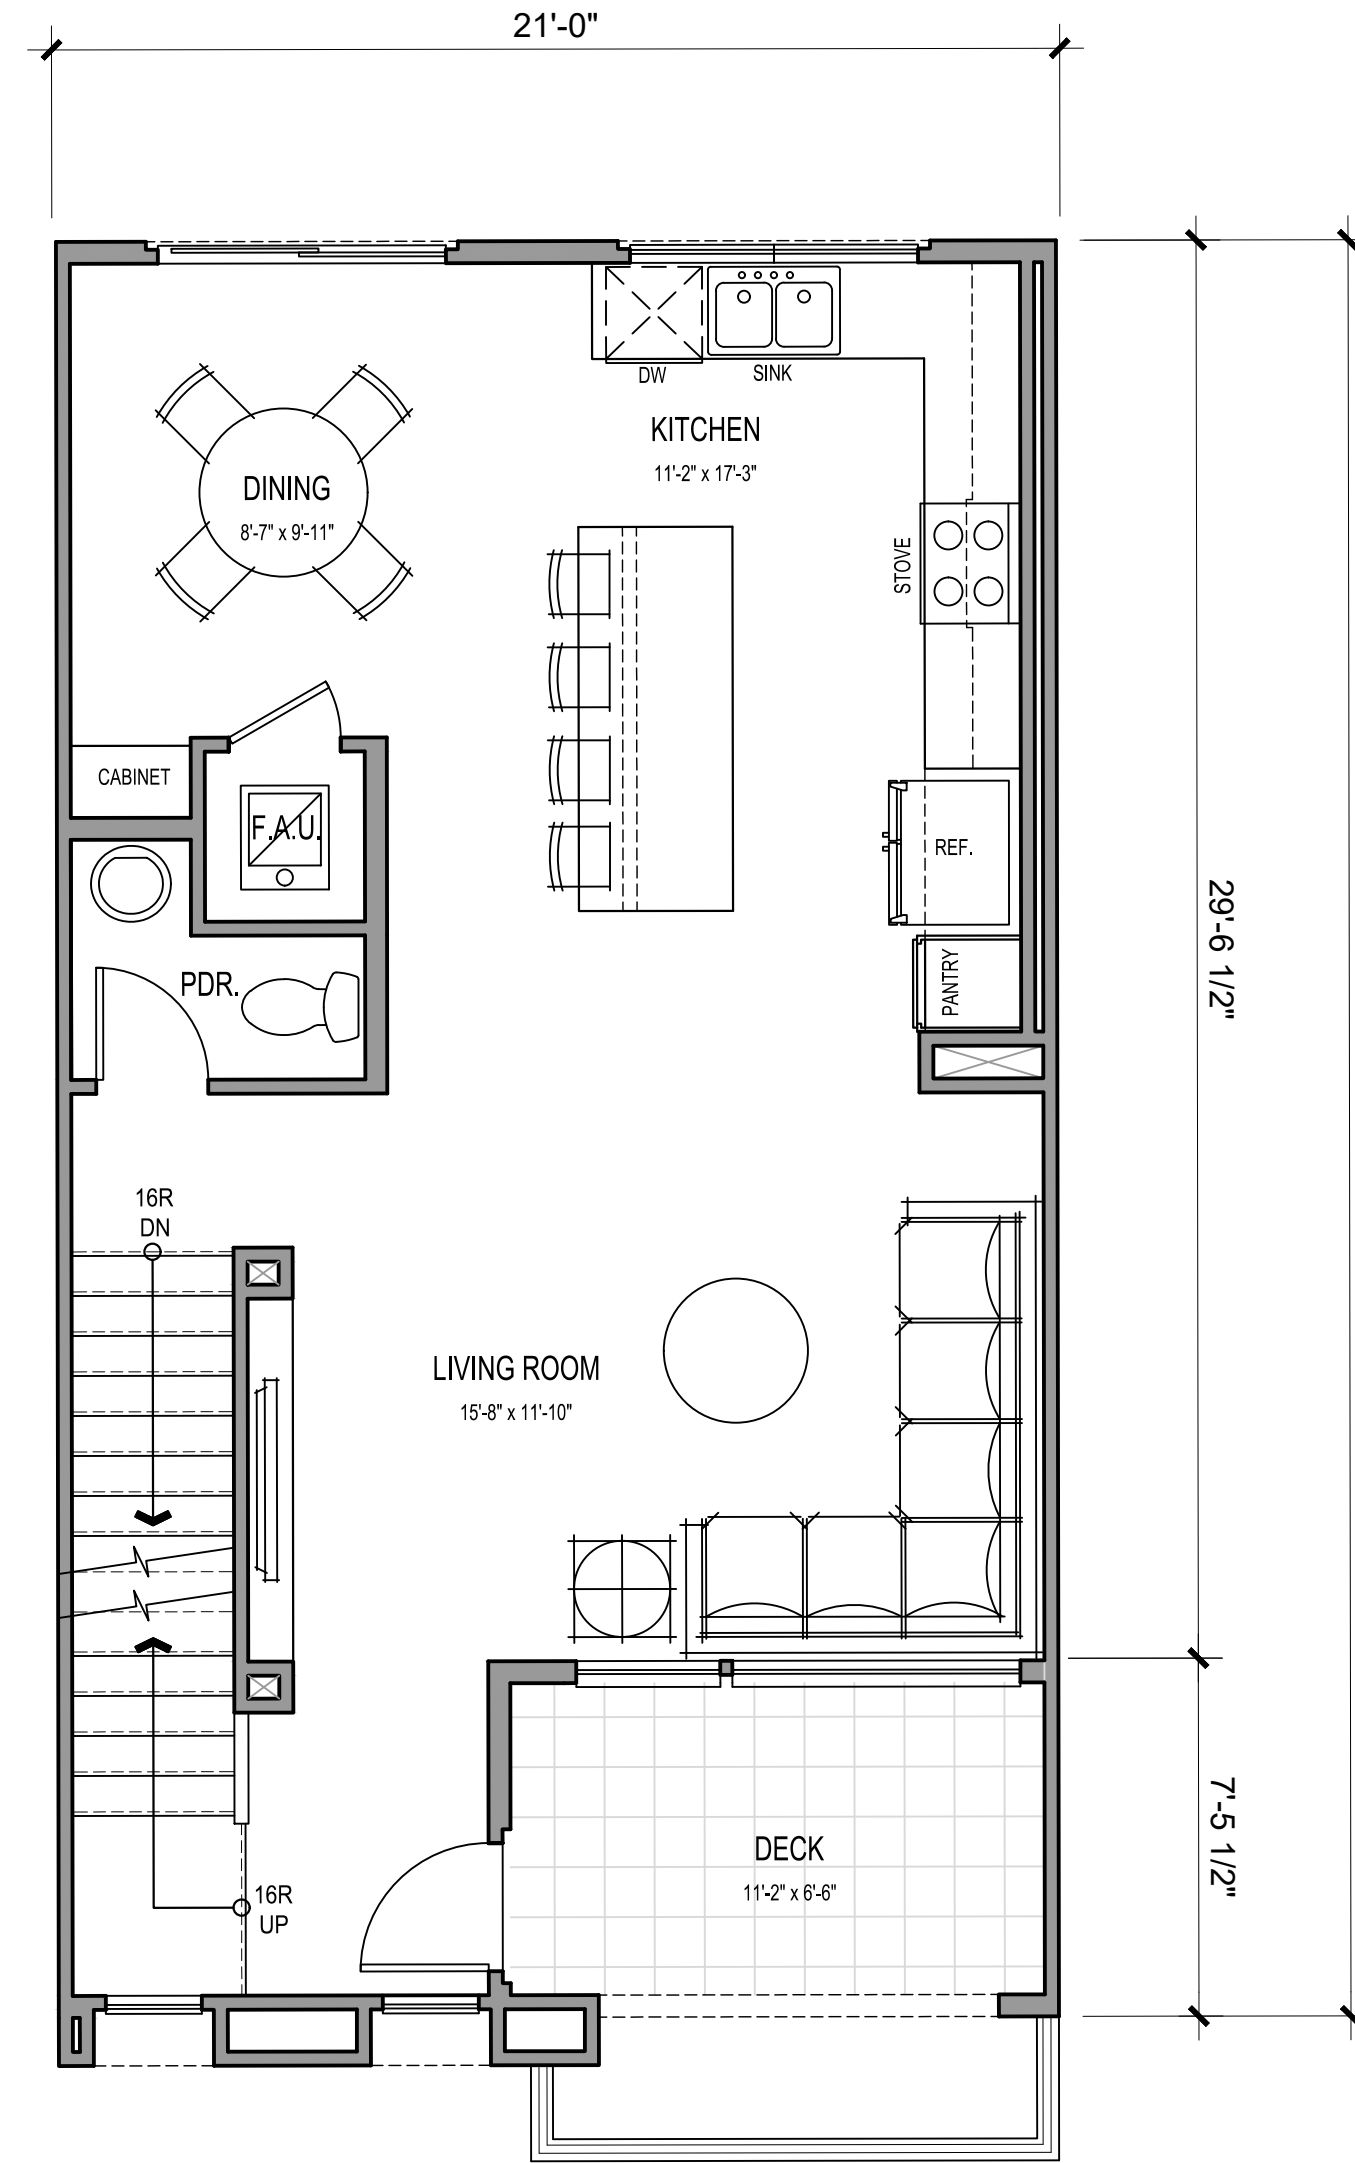 21'-0"
DW
SINK
KITCHEN
11'-2" x 17'-3"
DINING
8'-7" x 9'-11"
STOVE
CABINET
F.A.U.
REF.
29'-6 1/2"
PANTRY
PDR.
16R
DN
LIVING ROOM
15'-8" x 11'-10"
7'-5 1/2"
DECK
11'-2" x 6'-6"
16R
UP